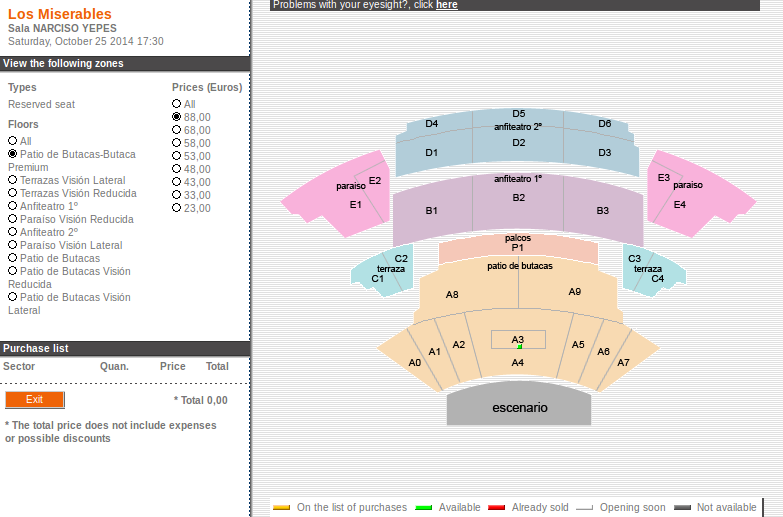 Los Miserables
Sala NARCISO YEPES
Saturday, October 25 2014 17:30
View the following zones
Types
Reserved seat
Floors
All
Patio de Butacas-Butaca
Premium
Terrazas Visión Lateral
Terrazas Visión Reducida
Anfiteatro 1º
Paraíso Visión Reducida
Anfiteatro 2º
Paraíso Visión Lateral
Patio de Butacas
Patio de Butacas Visión
Reducida
Patio de Butacas Visión
Lateral
Prices (Euros)
All
88,00
68,00
58,00
53,00
48,00
43,00
33,00
23,00
Purchase list
Sector Quan. Price Total
Exit * Total 0,00
* The total price does not include expenses
or possible discounts
Problems with your eyesight?, click here
D4 D5 D6
anfiteatro 2º
D1 D2 D3
anfiteatro 1º
E2 E3
paraiso paraiso
E1 B1 B2 B3 E4
palcos
P1
C2 C3
terraza patio de butacas terraza
C1 C4
A8 A9
A0 A1 A2 A3 A5 A6 A7
A4
escenario
On the list of purchases Available Already sold Opening soon Not available